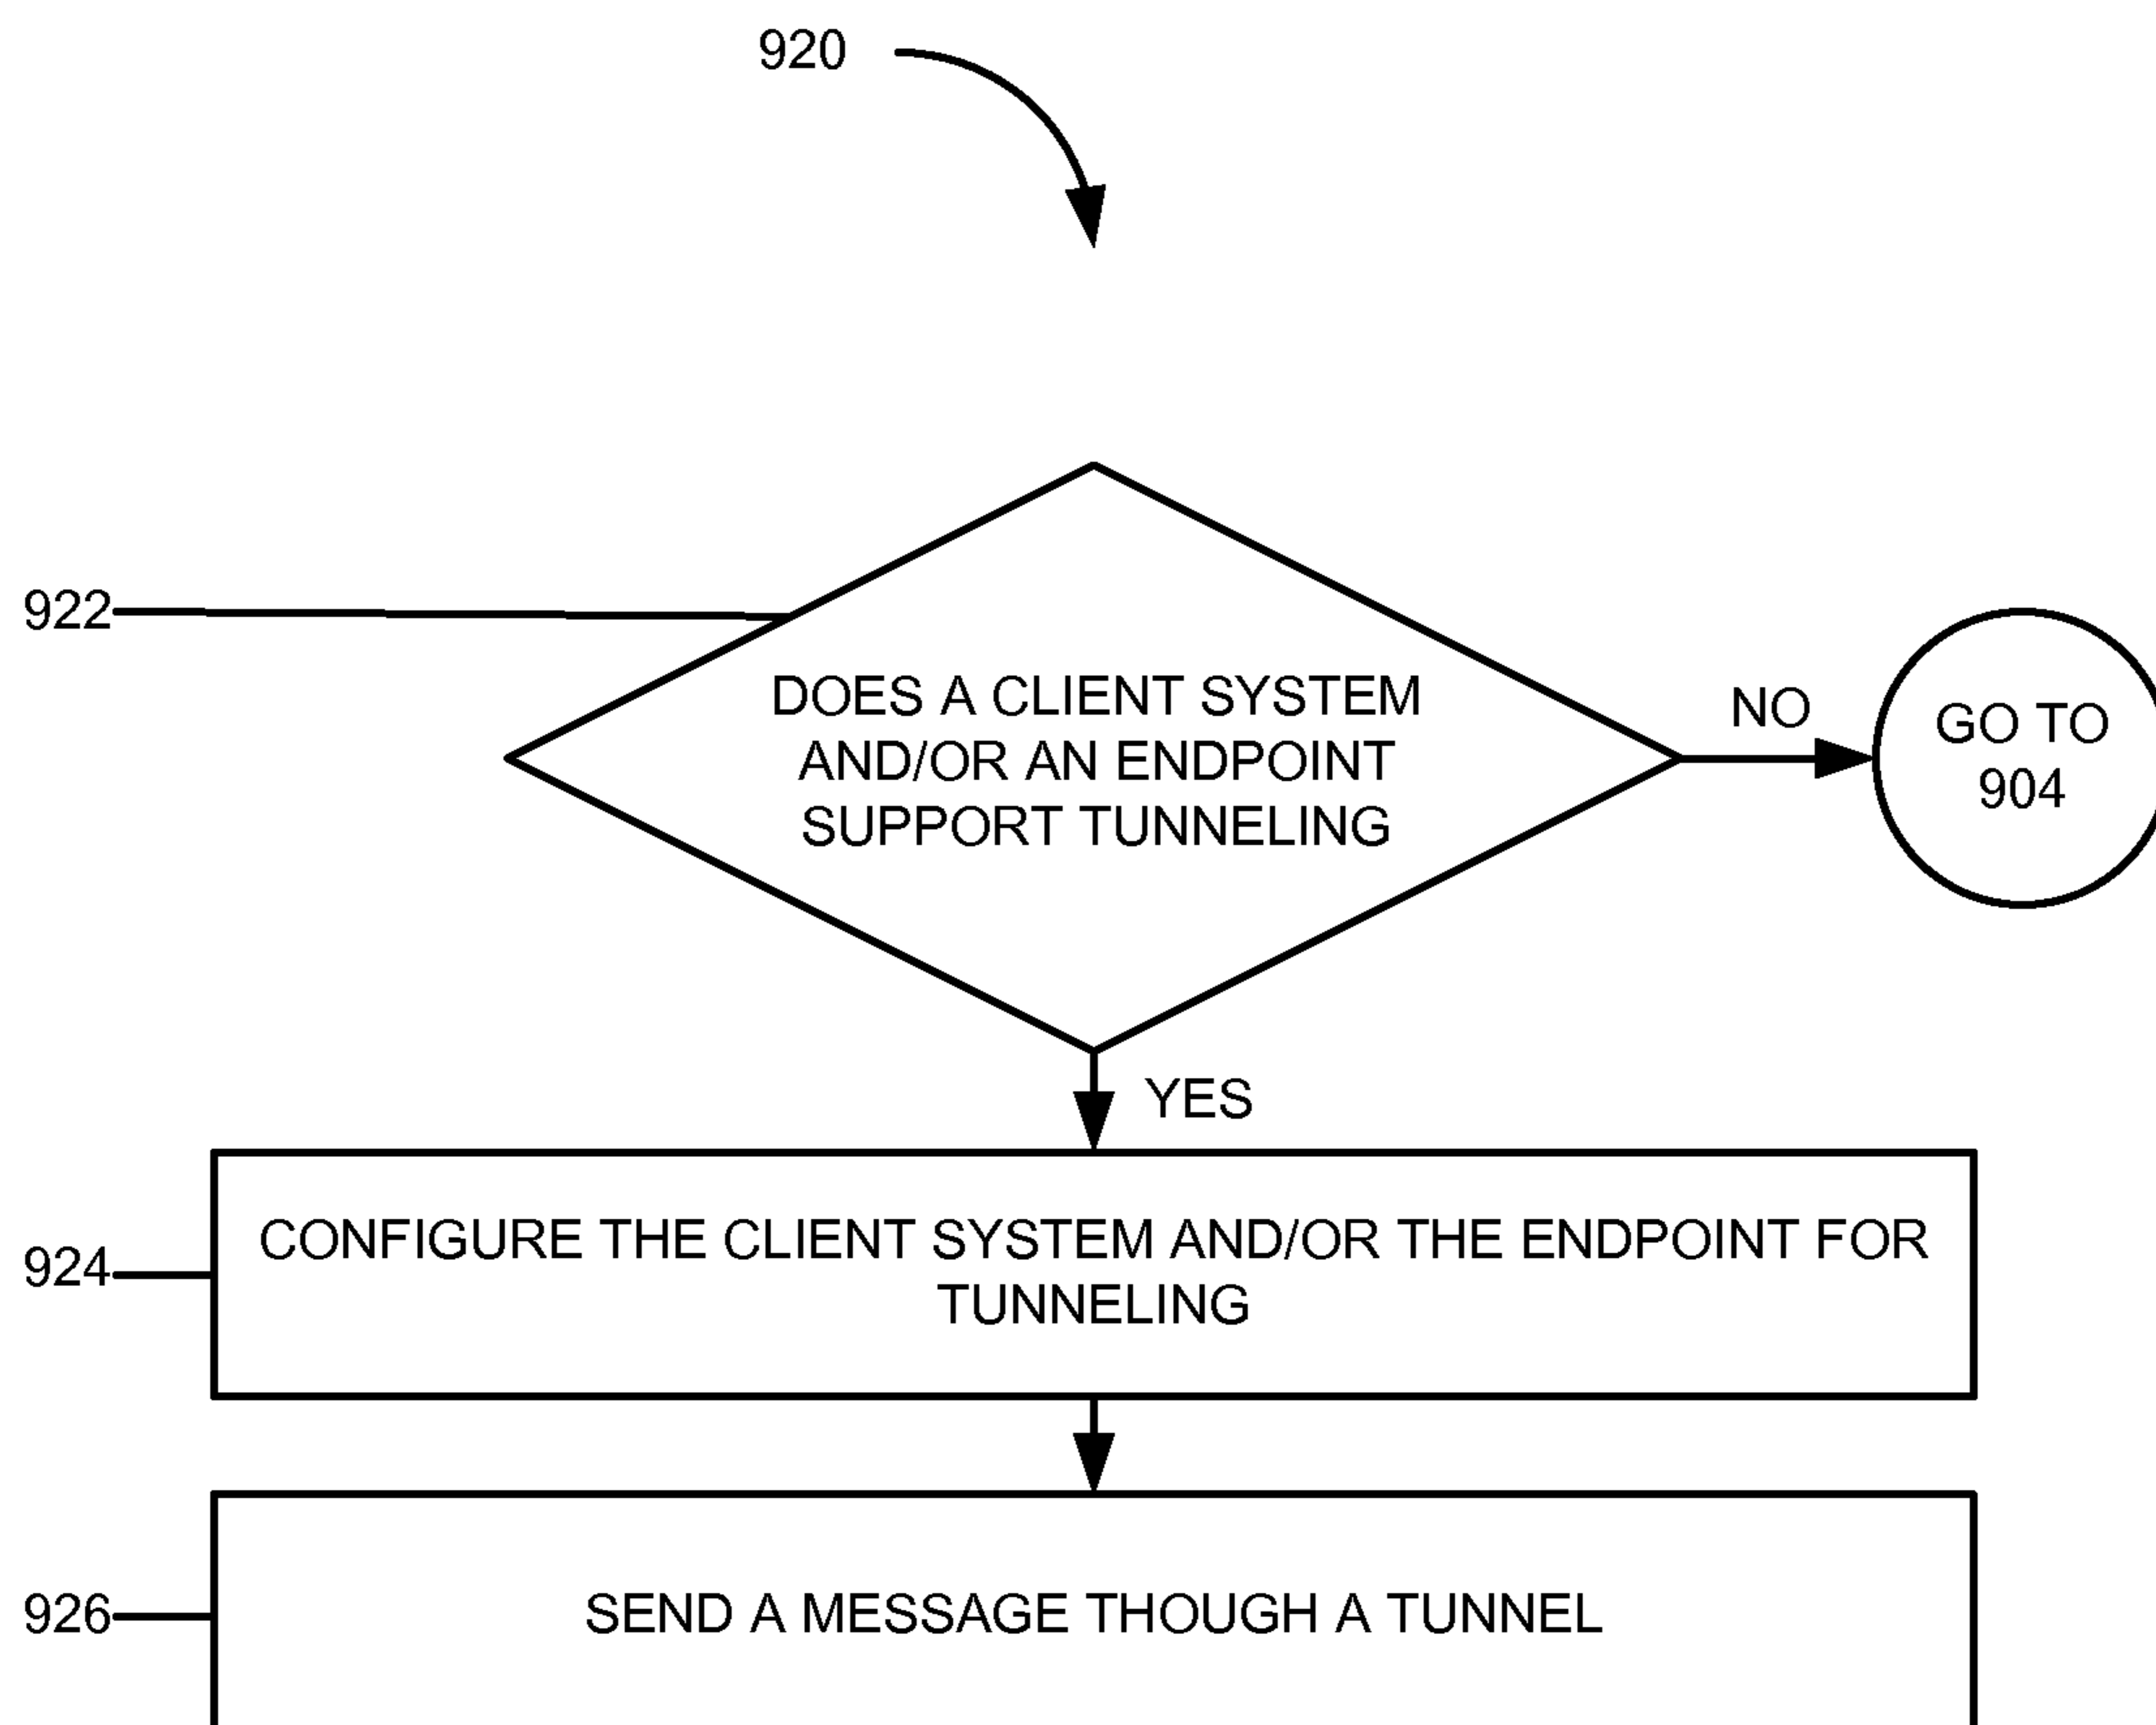 920
922
DOES A CLIENT SYSTEM
AND/OR AN ENDPOINT
SUPPORT TUNNELING
NO
GO TO
904
YES
924
CONFIGURE THE CLIENT SYSTEM AND/OR THE ENDPOINT FOR
TUNNELING
926
SEND A MESSAGE THOUGH A TUNNEL